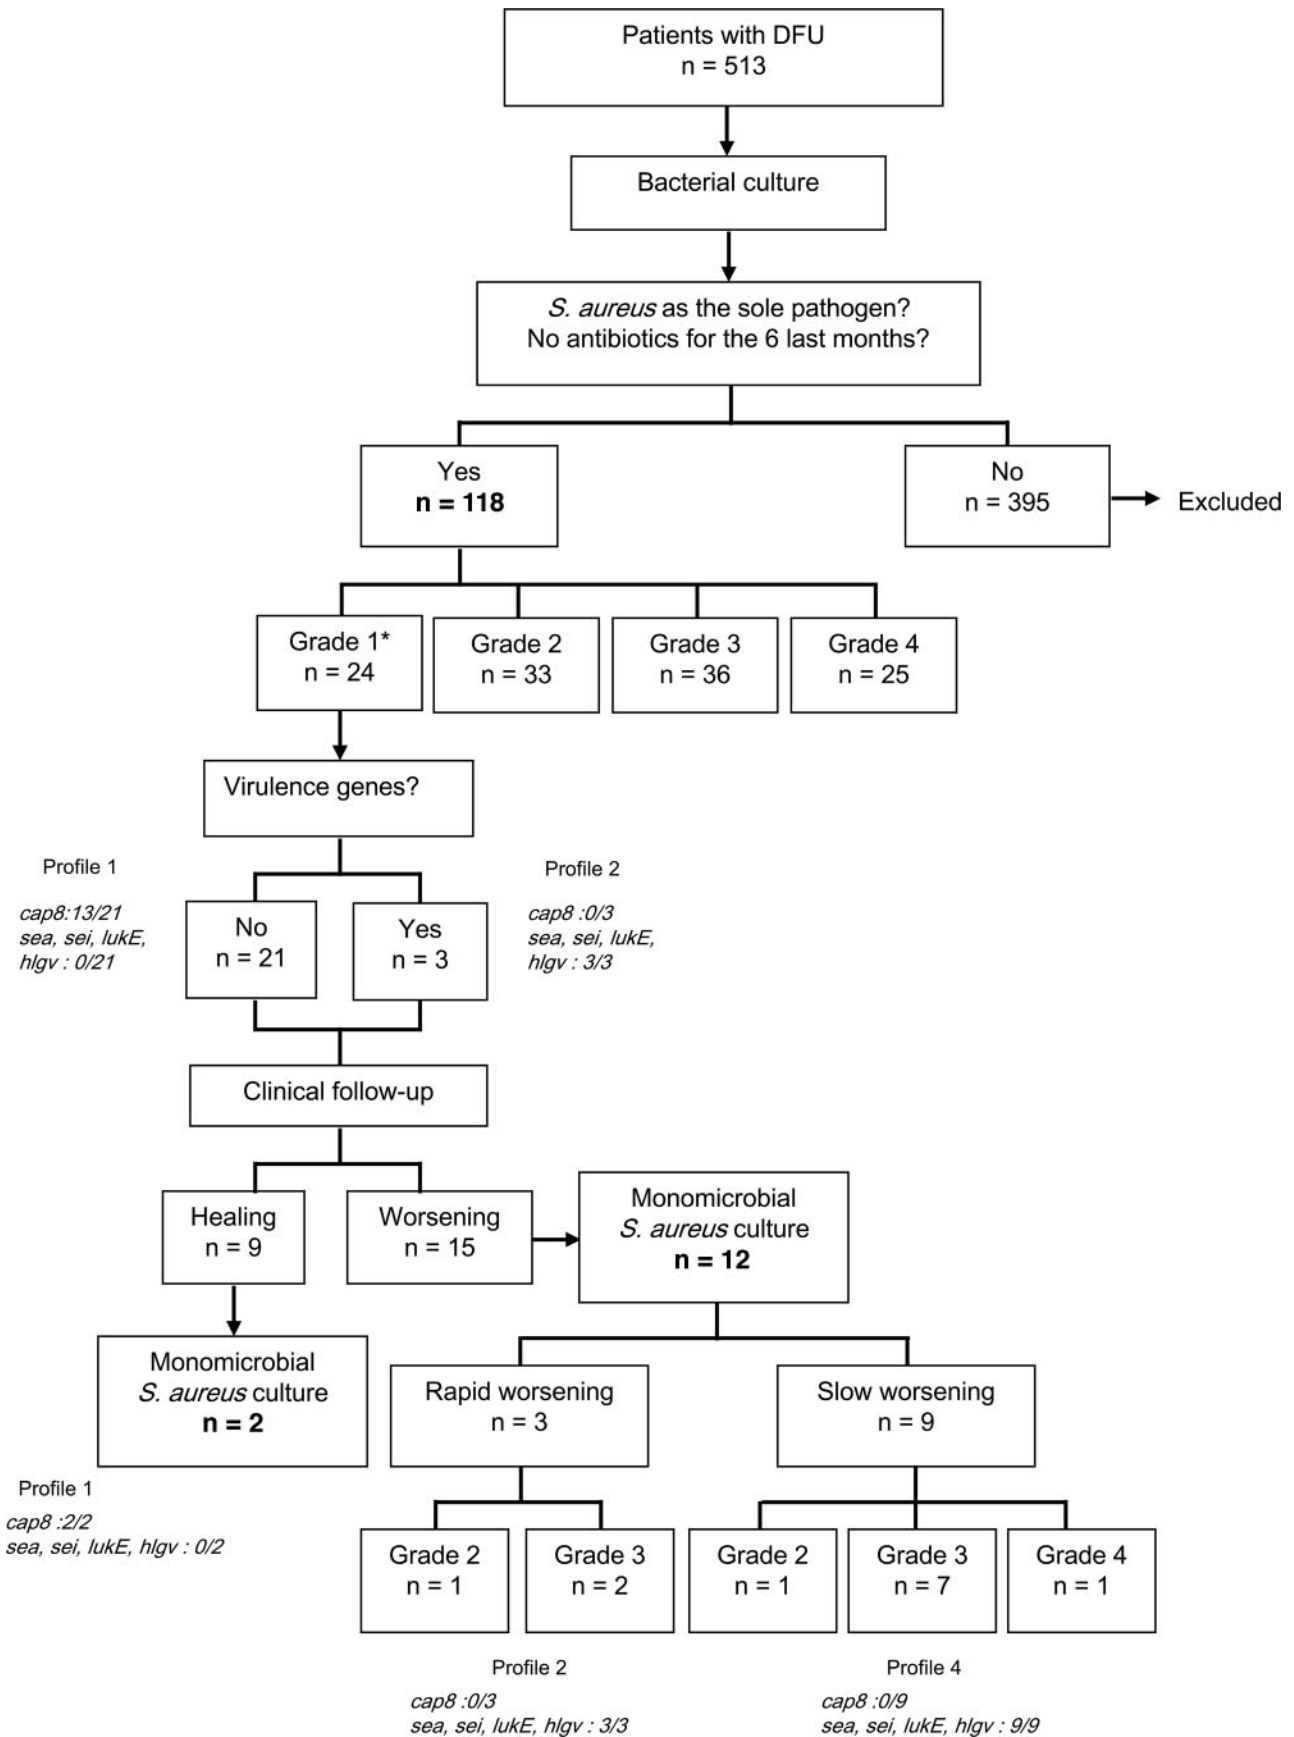 Patients with DFU
n = 513
Bacterial culture
S. aureus as the sole pathogen?
No antibiotics for the 6 last months?
Yes
n = 118
No
n = 395
Excluded
Grade 1*
n = 24
Grade 2
n = 33
Grade 3
n = 36
Grade 4
n = 25
Virulence genes?
Profile 1
cap8:13/21
sea, sei, lukE,
hlgv : 0/21
No
n = 21
Yes
n = 3
Profile 2
cap8 :0/3
sea, sei, lukE,
hlgv : 3/3
Clinical follow-up
Healing
n = 9
Worsening
n = 15
Monomicrobial
S. aureus culture
n = 12
Monomicrobial
S. aureus culture
n = 2
Profile 1
cap8 :2/2
sea, sei, lukE, hlgv : 0/2
Rapid worsening
n = 3
Slow worsening
n = 9
Grade 2
n = 1
Grade 3
n = 2
Grade 2
n = 1
Grade 3
n = 7
Grade 4
n = 1
Profile 2
cap8 :0/3
sea, sei, lukE, hlgv : 3/3
Profile 4
cap8 :0/9
sea, sei, lukE, hlgv : 9/9